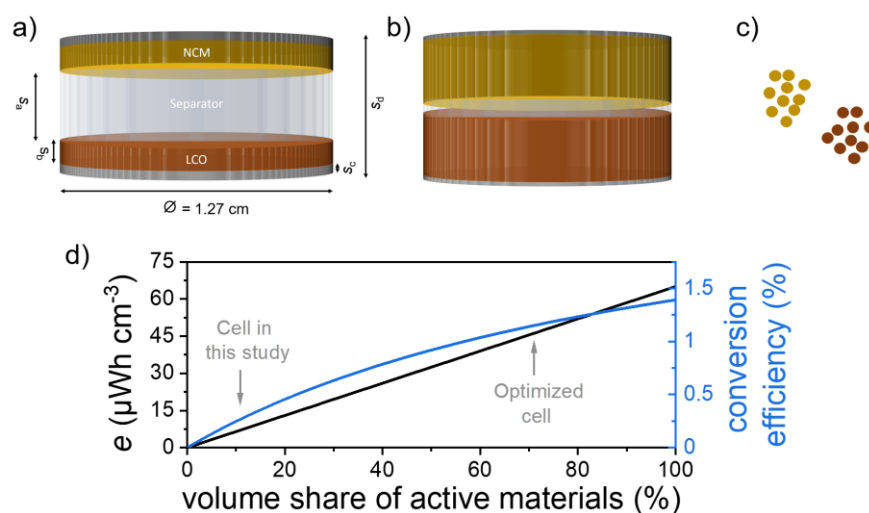 a)
NCM
Separator
LCO
sₐ
s_b
s_c
s_d
Ø = 1.27 cm
b)
c)
d)
e (µWh cm⁻³)
75
60
45
30
15
0
Cell in
this study
Optimized
cell
1.5
1
0.5
0
conversion
efficiency (%)
0 20 40 60 80 100
volume share of active materials (%)